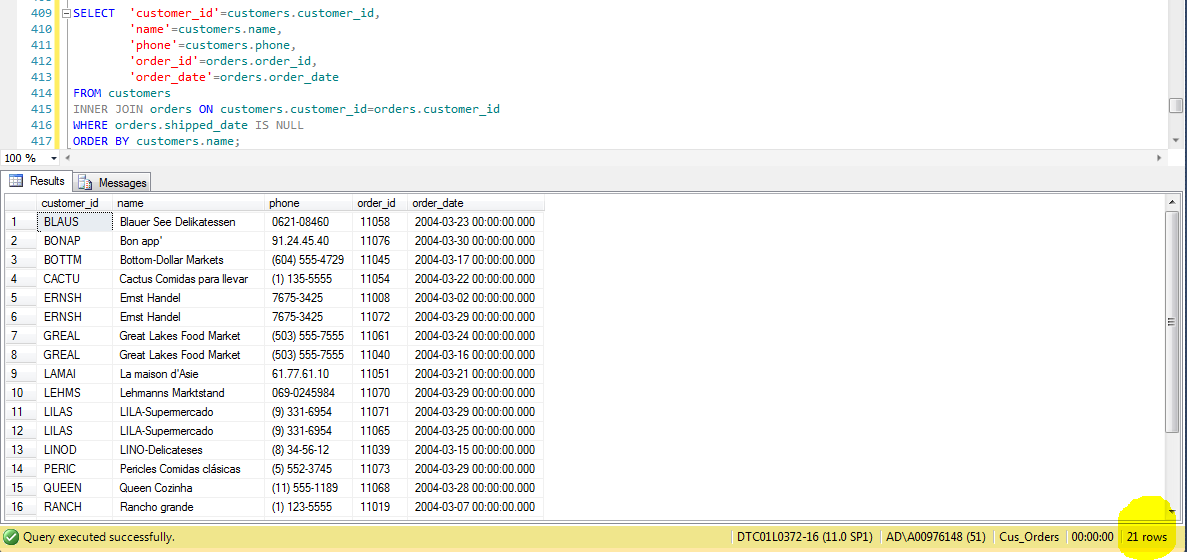 409 SELECT 'customer_id'=customers.customer_id,
410 'name'=customers.name,
411 'phone'=customers.phone,
412 'order_id'=orders.order_id,
413 'order_date'=orders.order_date
414 FROM customers
415 INNER JOIN orders ON customers.customer_id=orders.customer_id
416 WHERE orders.shipped_date IS NULL
417 ORDER BY customers.name;
100 %
Results Messages
customer_id name phone order_id order_date
1 BLAUS Blauer See Delikatessen 0621-08460 11058 2004-03-23 00:00:00.000
2 BONAP Bon app' 91.24.45.40 11076 2004-03-30 00:00:00.000
3 BOTTM Bottom-Dollar Markets (604) 555-4729 11045 2004-03-17 00:00:00.000
4 CACTU Cactus Comidas para llevar (1) 135-5555 11054 2004-03-22 00:00:00.000
5 ERNSH Ernst Handel 7675-3425 11008 2004-03-02 00:00:00.000
6 ERNSH Ernst Handel 7675-3425 11072 2004-03-29 00:00:00.000
7 GREAL Great Lakes Food Market (503) 555-7555 11061 2004-03-24 00:00:00.000
8 GREAL Great Lakes Food Market (503) 555-7555 11040 2004-03-16 00:00:00.000
9 LAMAI La maison d'Asie 61.77.61.10 11051 2004-03-21 00:00:00.000
10 LEHMS Lehmanns Marktstand 069-0245984 11070 2004-03-29 00:00:00.000
11 LILAS LILA-Supermercado (9) 331-6954 11071 2004-03-29 00:00:00.000
12 LILAS LILA-Supermercado (9) 331-6954 11065 2004-03-25 00:00:00.000
13 LINOD LINO-Delicateses (8) 34-56-12 11039 2004-03-15 00:00:00.000
14 PERIC Pericles Comidas clásicas (5) 552-3745 11073 2004-03-29 00:00:00.000
15 QUEEN Queen Cozinha (11) 555-1189 11068 2004-03-28 00:00:00.000
16 RANCH Rancho grande (1) 123-5555 11019 2004-03-07 00:00:00.000
Query executed successfully. DTC01L0372-16 (11.0 SP1) AD\A00976148 (51) Cus_Orders 00:00:00 21 rows